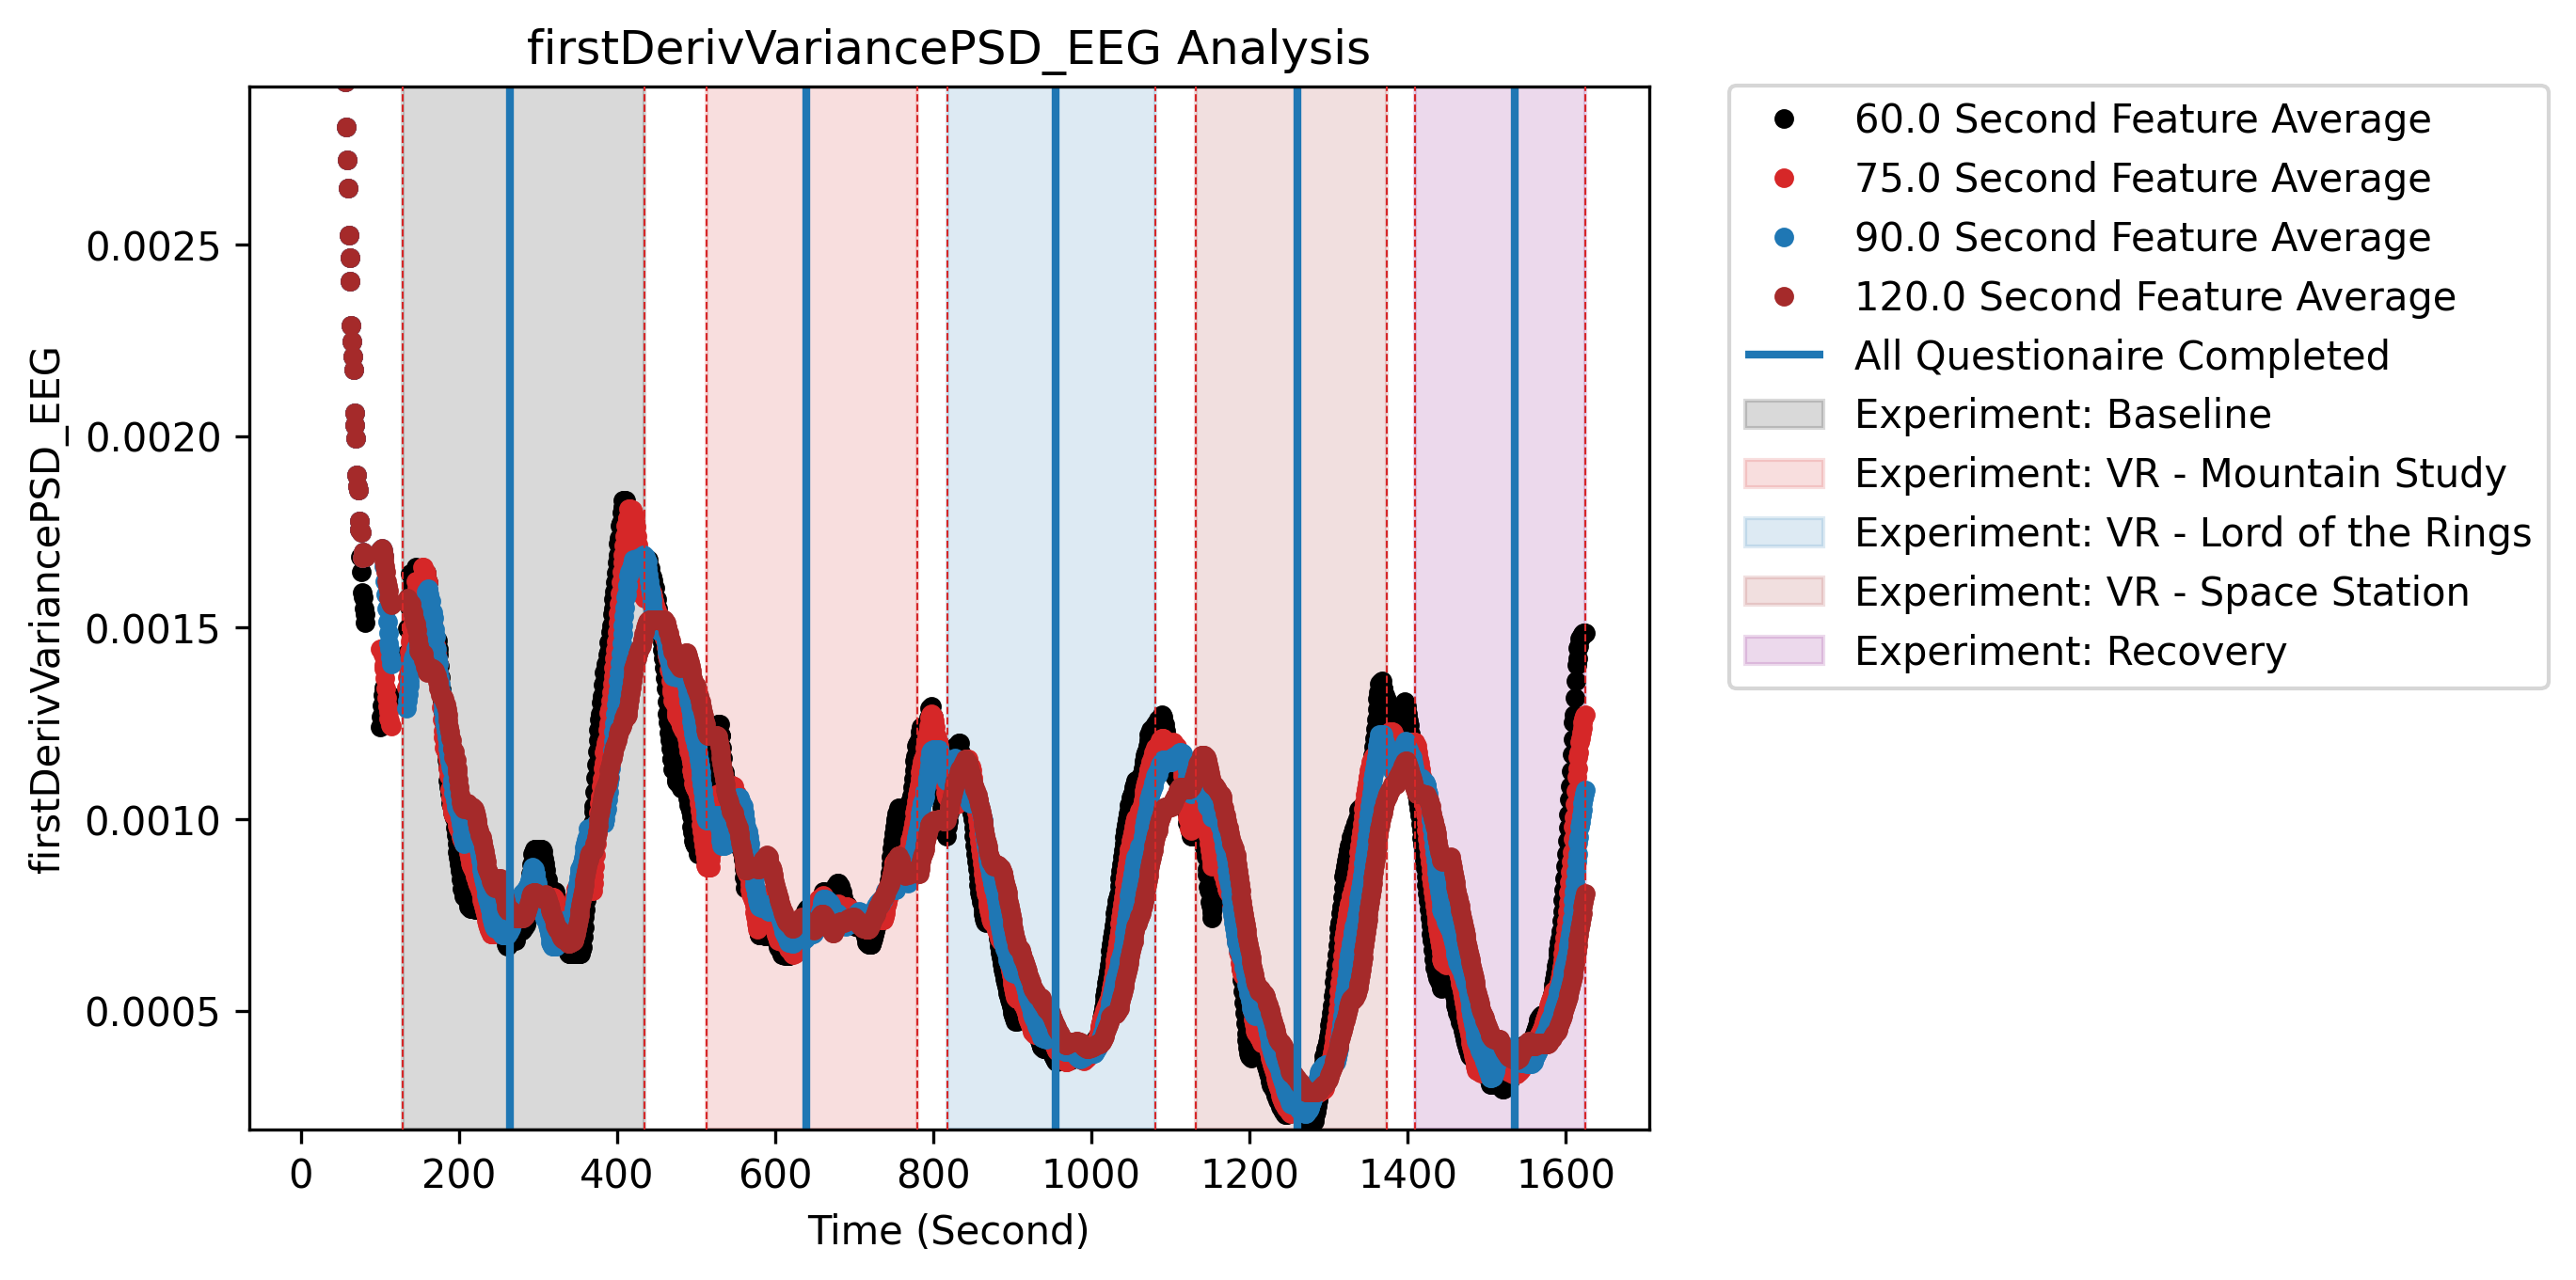 firstDerivVariancePSD_EEG Analysis
firstDerivVariancePSD_EEG
0.0025
0.0020
0.0015
0.0010
0.0005
0 200 400 600 800 1000 1200 1400 1600
Time (Second)
60.0 Second Feature Average
75.0 Second Feature Average
90.0 Second Feature Average
120.0 Second Feature Average
All Questionaire Completed
Experiment: Baseline
Experiment: VR - Mountain Study
Experiment: VR - Lord of the Rings
Experiment: VR - Space Station
Experiment: Recovery